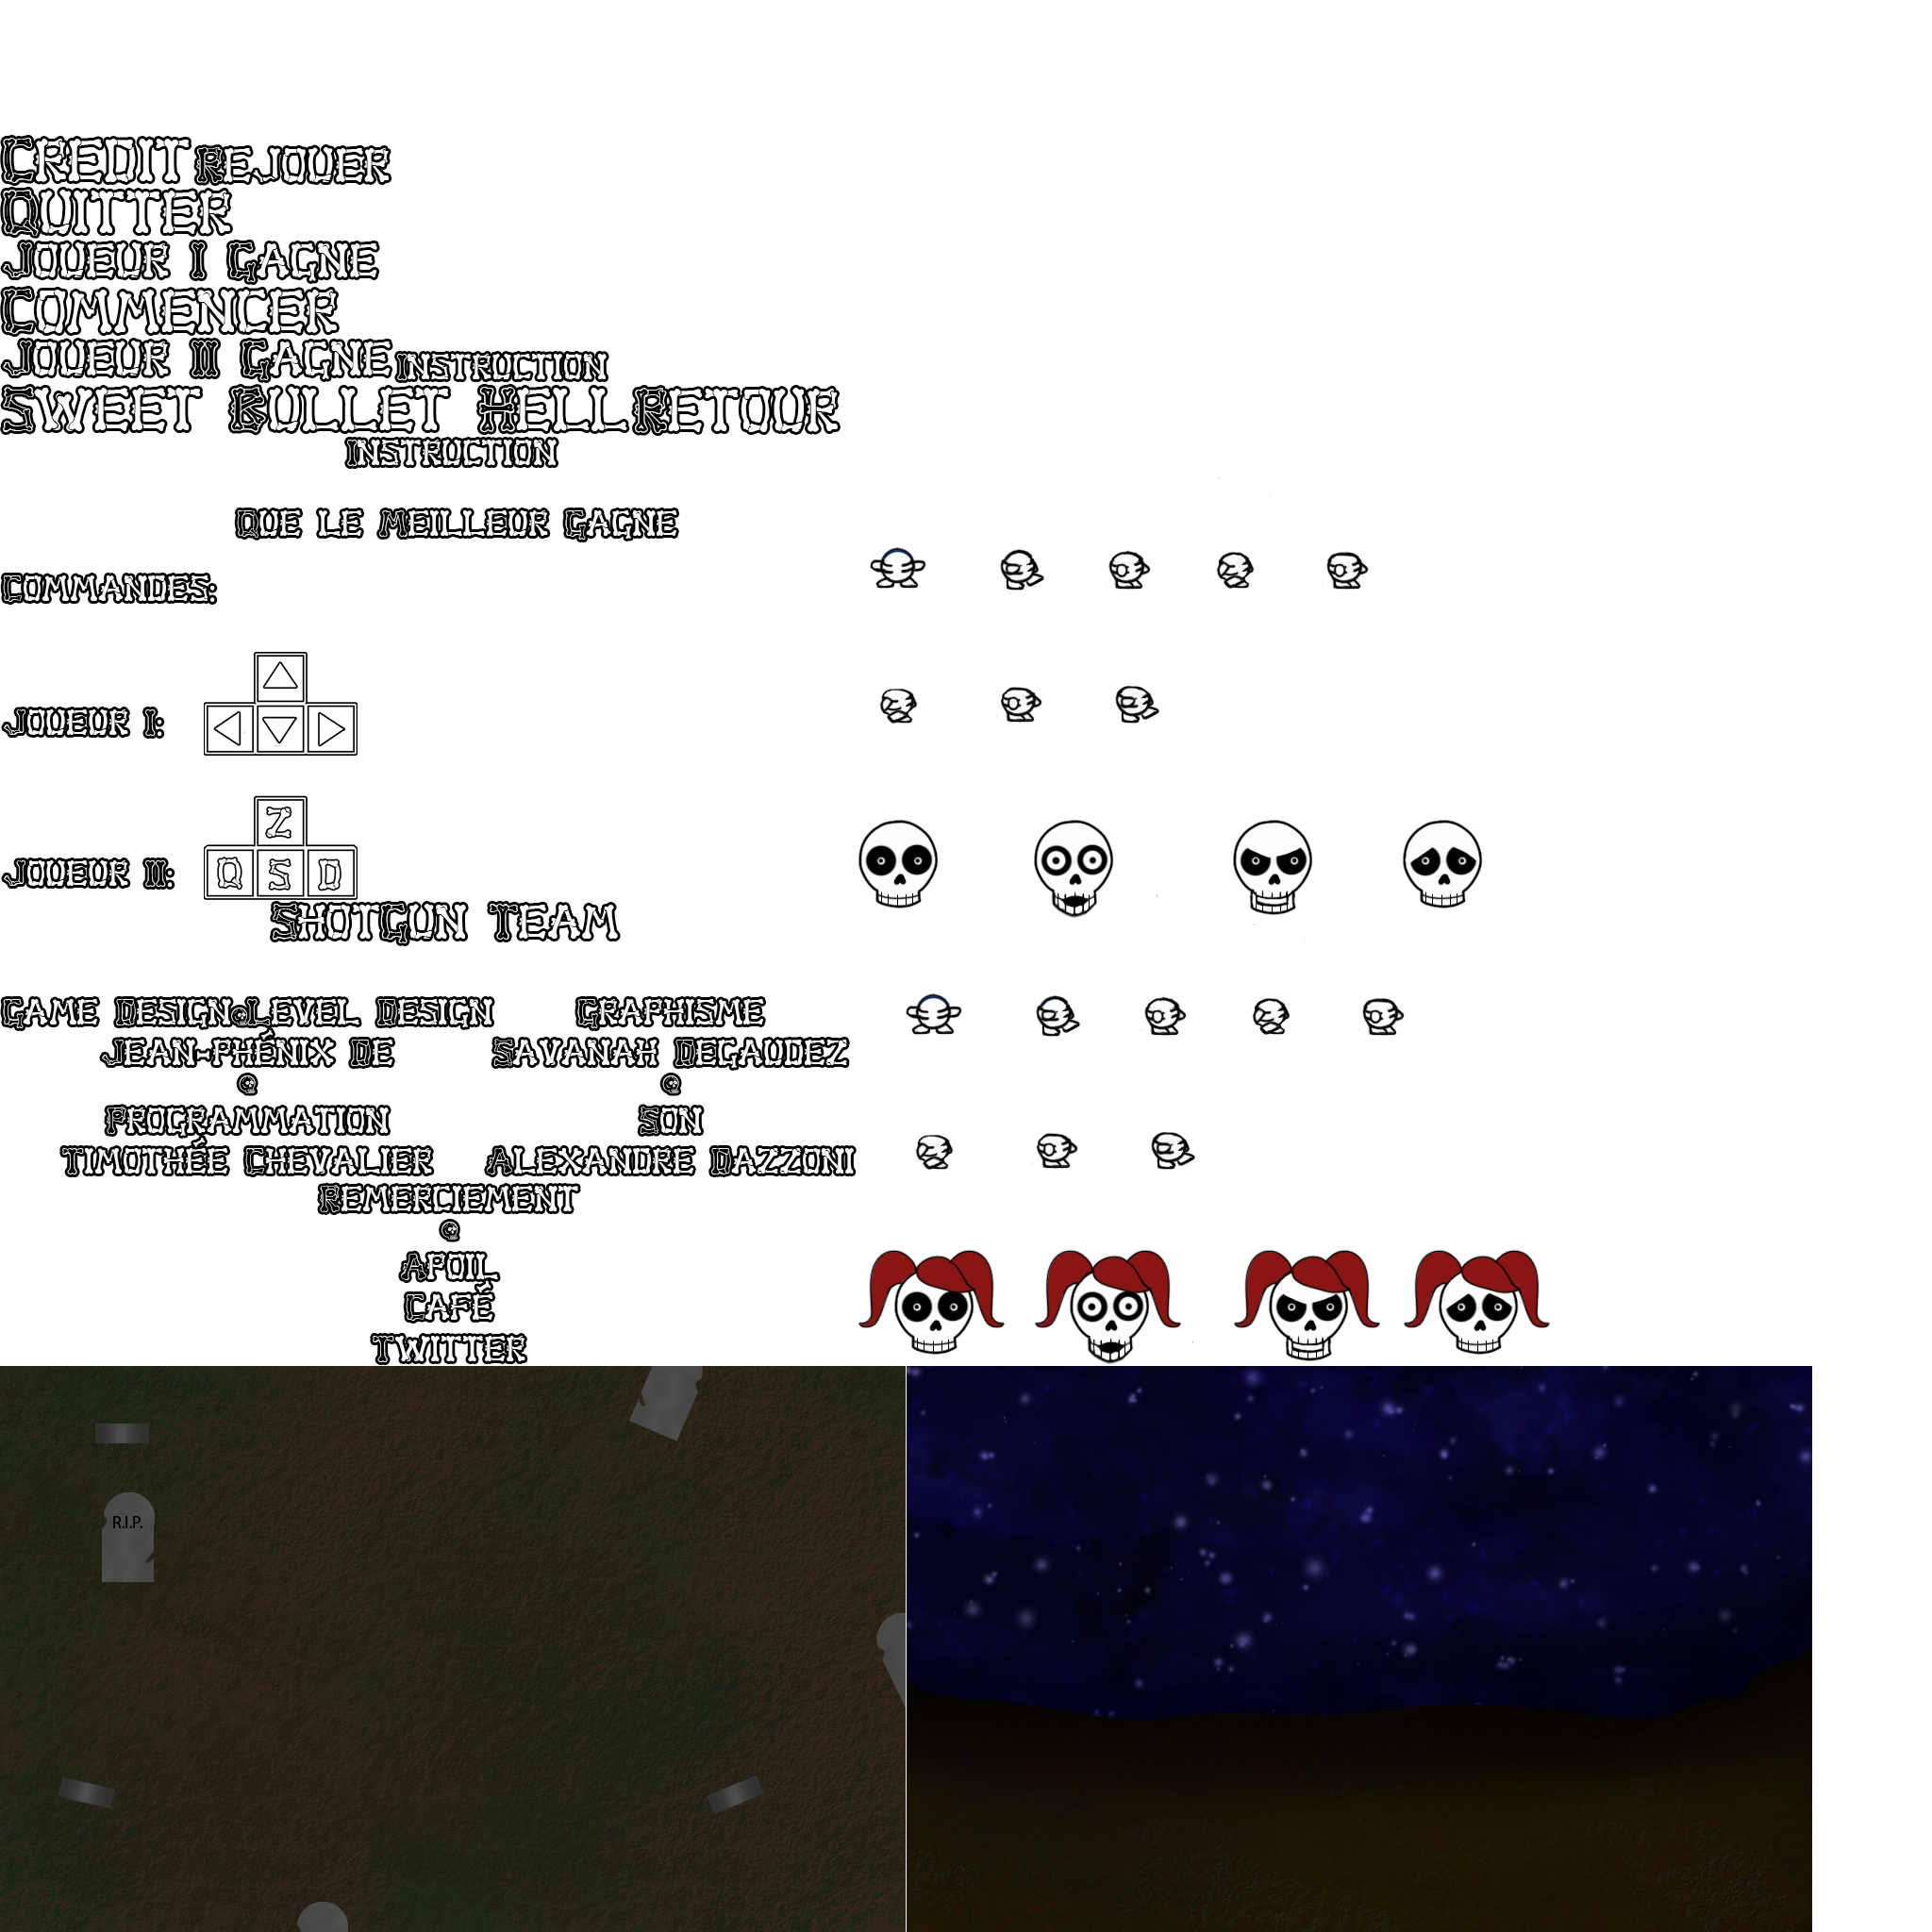 Credit Rejouer
Quitter
Joueur I Gagne
Commencer
Joueur II Gagne Instruction
Sweet Bullet Hell Retour
Instruction
Que le Meilleur Gagne
Commandes:
Joueur I:
Z
Joueur II: Q S D
ShotGun Team
Game Design@Level Design Graphisme
Jean-phénix De Savanah Degaudez
@ @
Programmation Son
Timothée Chevalier Alexandre Dazzoni
Remerciement
@
Apoil
Café
Twitter
R.I.P.